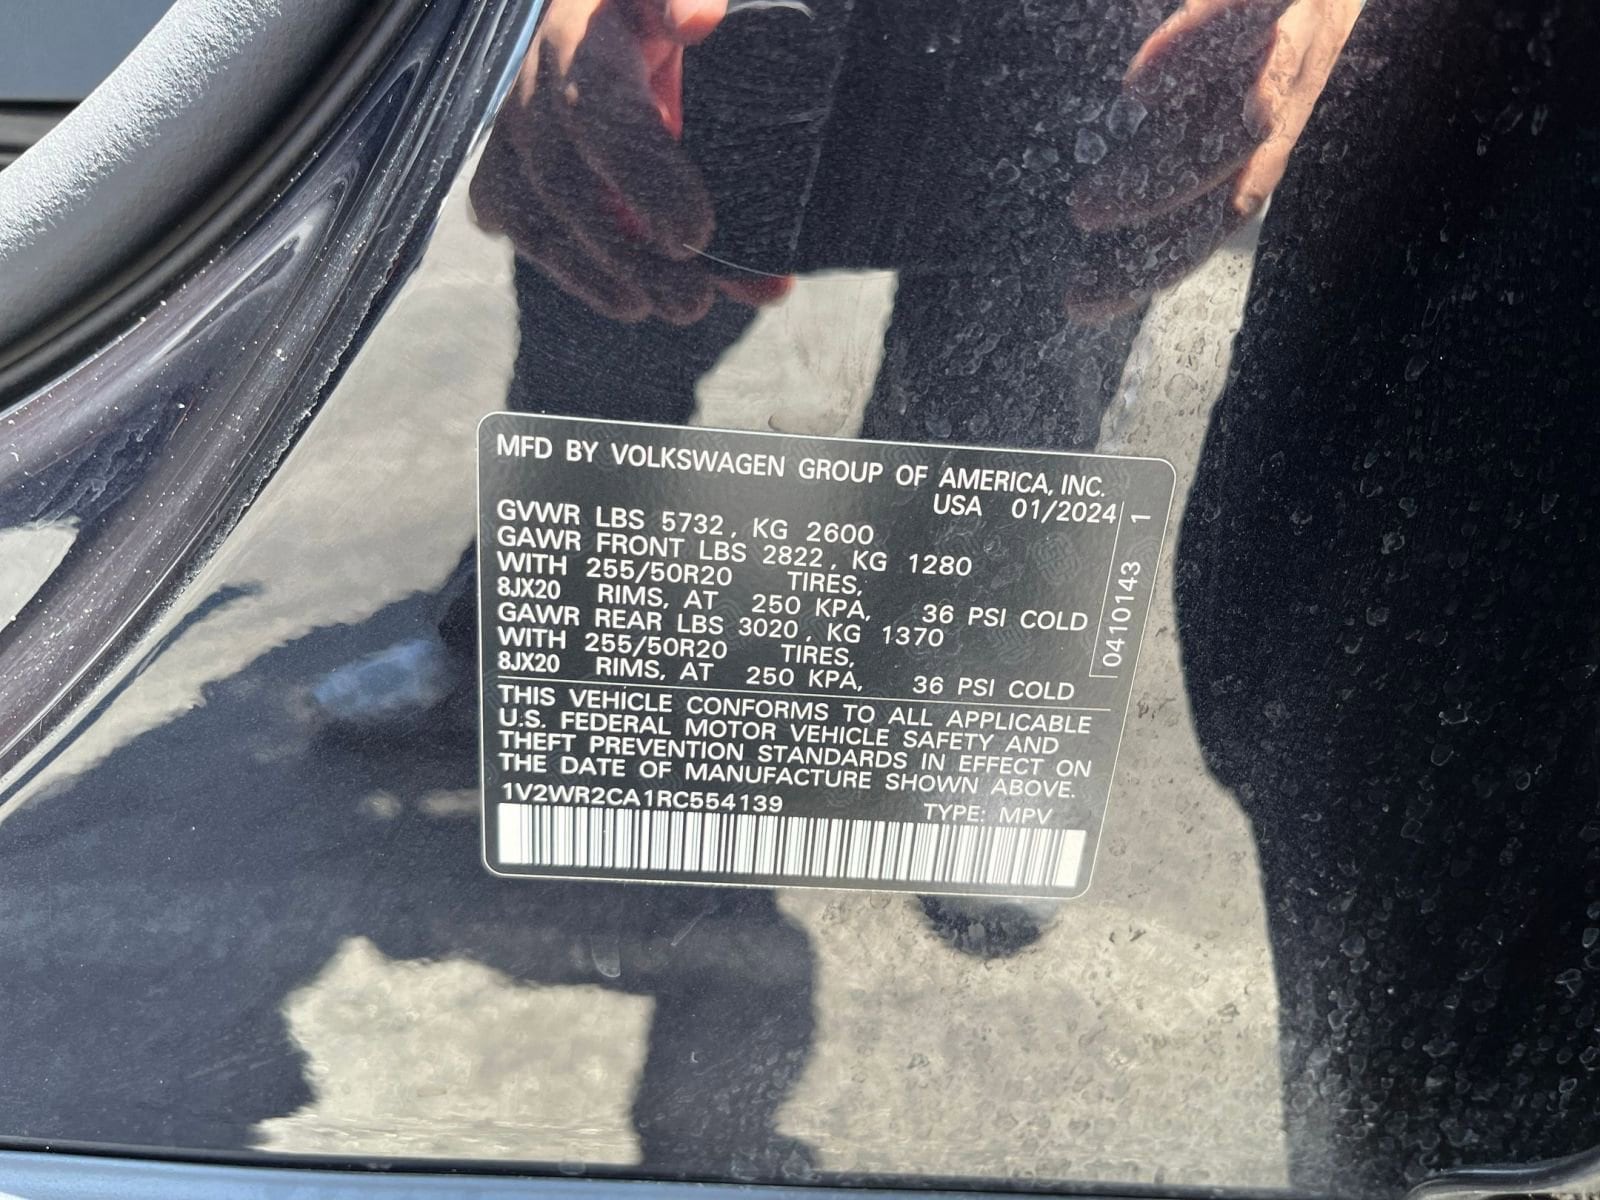 MFD BY VOLKSWAGEN GROUP OF AMERICA, INC.
USA 01/2024
GVWR LBS 5732, KG 2600
GAWR FRONT LBS 2822, KG 1280
WITH 255/50R20 TIRES,
8JX20 RIMS, AT 250 KPA, 36 PSI COLD
GAWR REAR LBS 3020, KG 1370
WITH 255/50R20 TIRES,
8JX20 RIMS, AT 250 KPA, 36 PSI COLD
0410143 1
THIS VEHICLE CONFORMS TO ALL APPLICABLE
U.S. FEDERAL MOTOR VEHICLE SAFETY AND
THEFT PREVENTION STANDARDS IN EFFECT ON
THE DATE OF MANUFACTURE SHOWN ABOVE.
1V2WR2CA1RC554139 TYPE: MPV